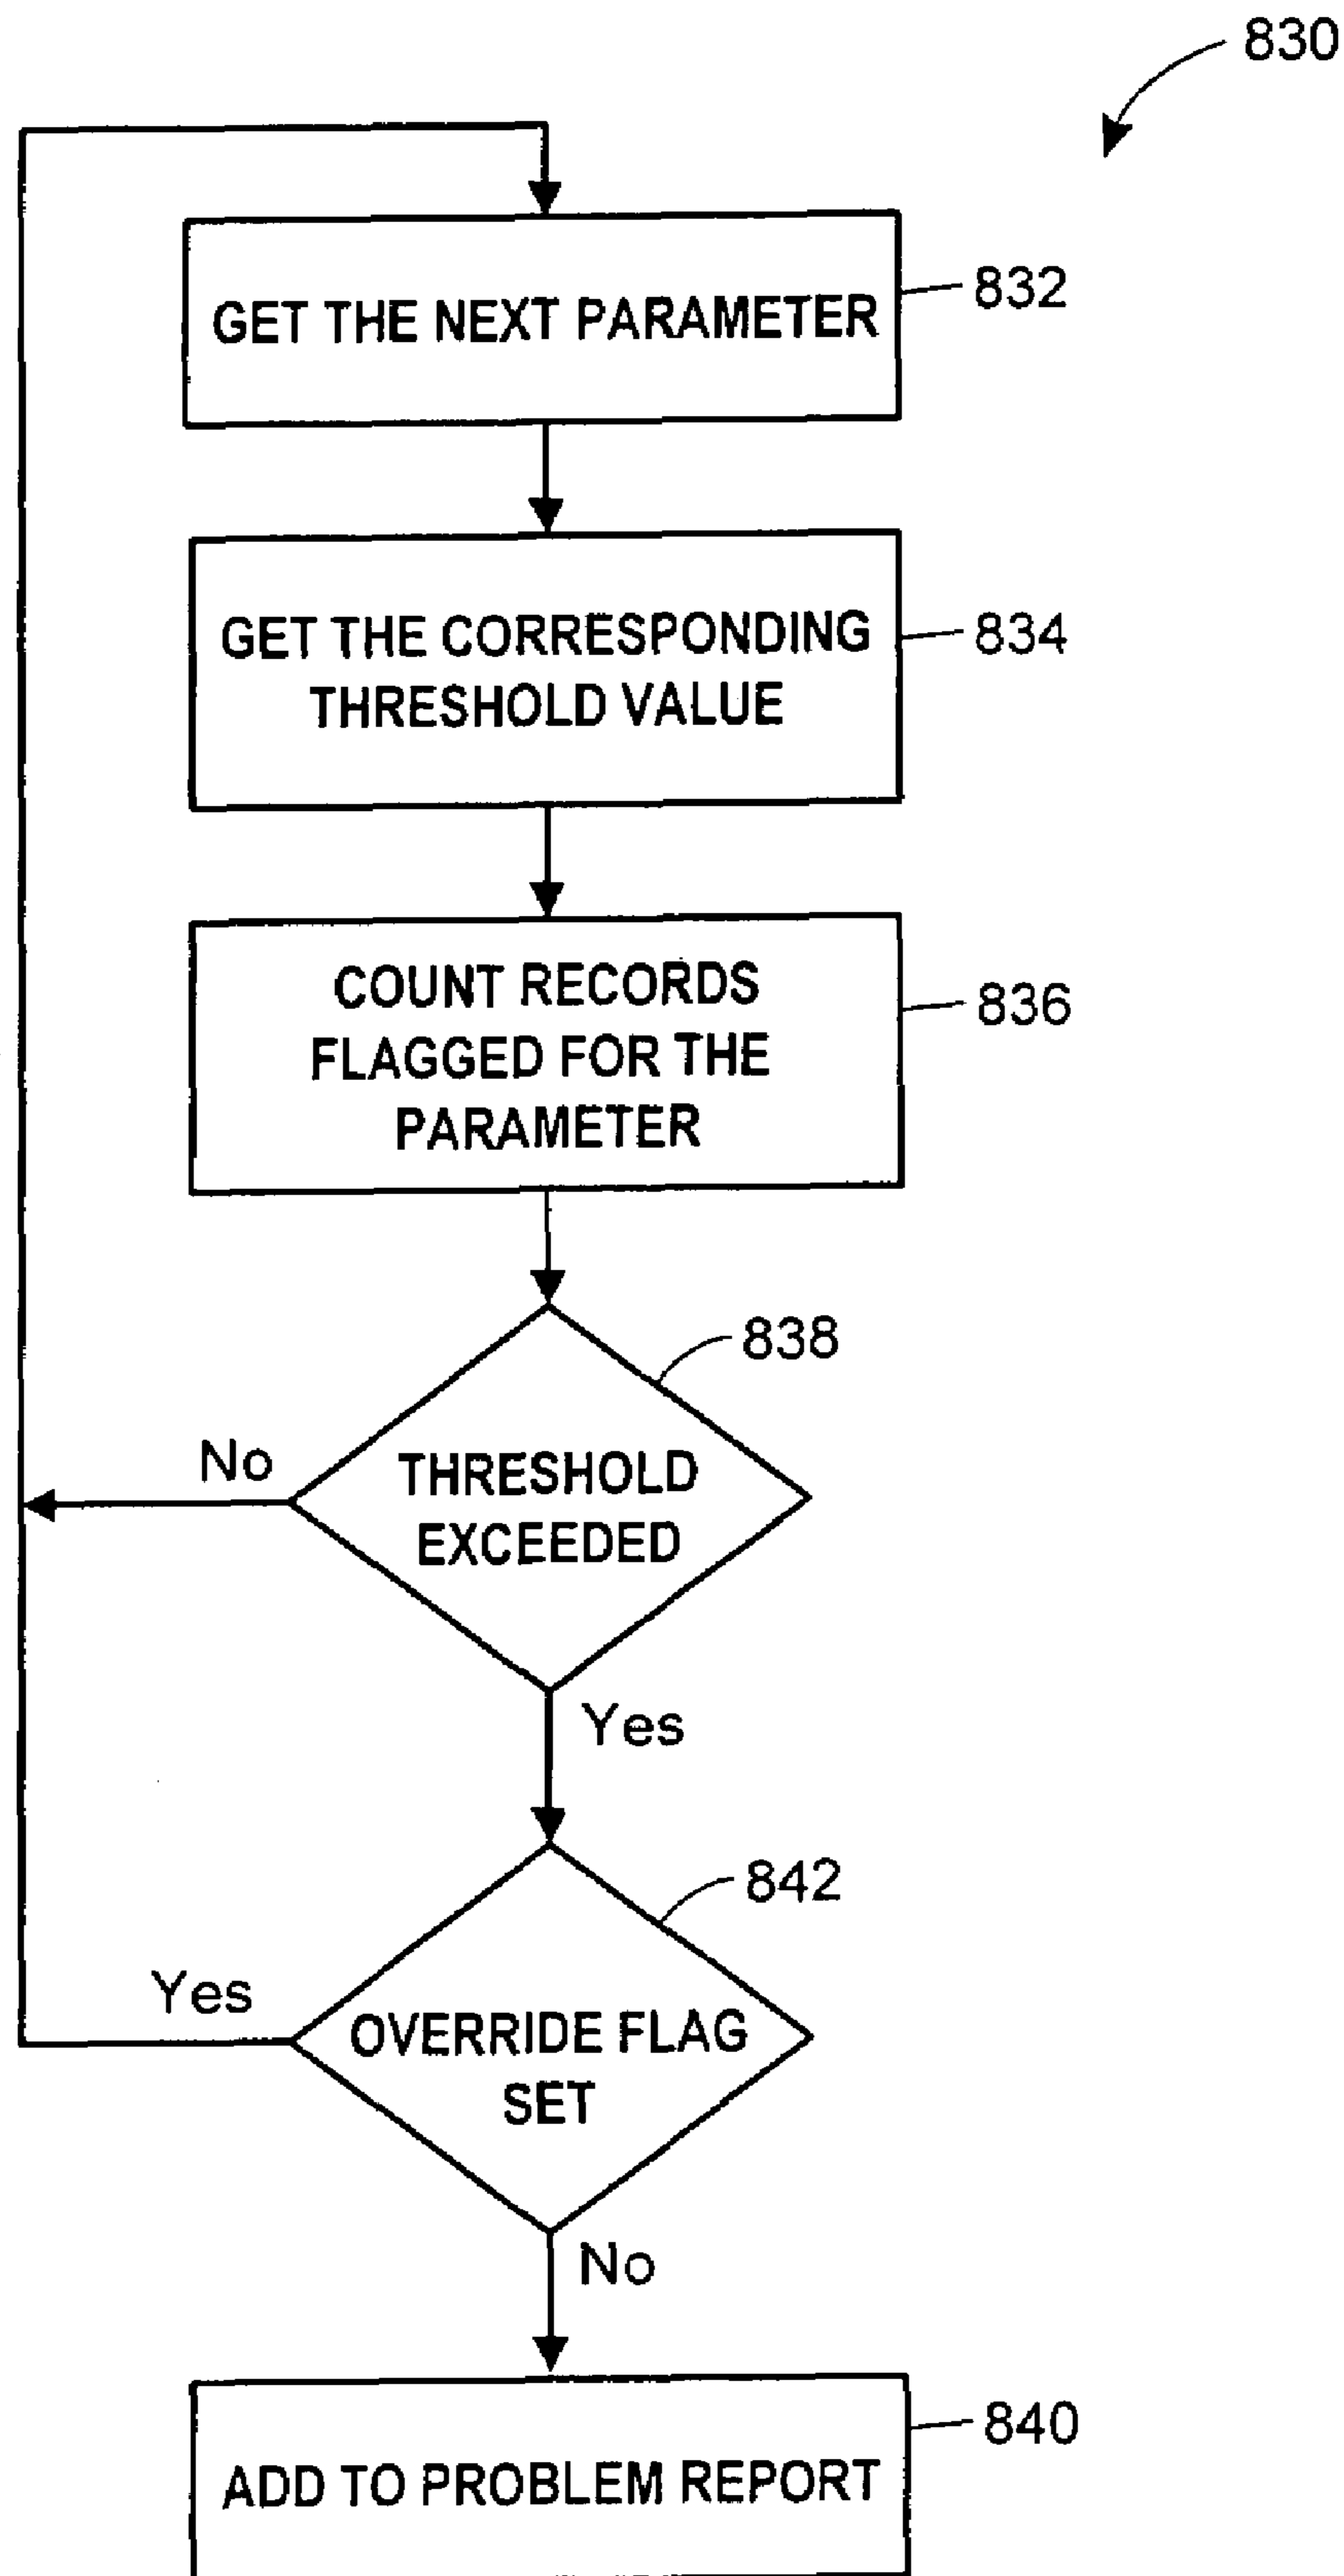 830
GET THE NEXT PARAMETER
832
GET THE CORRESPONDING
THRESHOLD VALUE
834
COUNT RECORDS
FLAGGED FOR THE
PARAMETER
836
838
No
THRESHOLD
EXCEEDED
Yes
842
Yes
OVERRIDE FLAG
SET
No
840
ADD TO PROBLEM REPORT